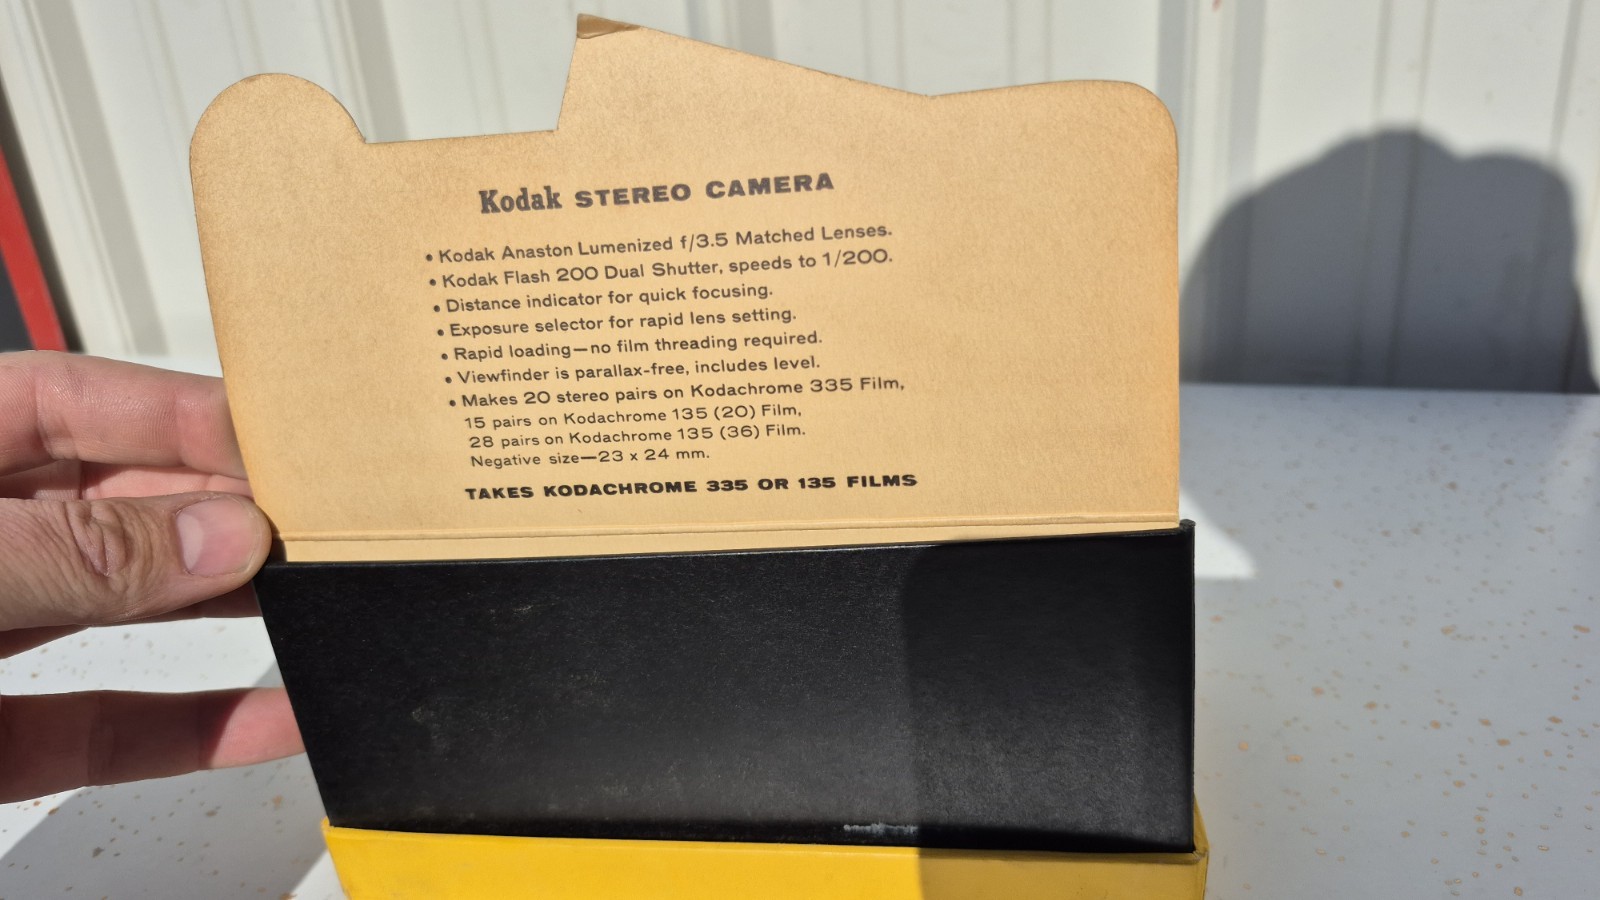 Kodak STEREO CAMERA
• Kodak Anaston Lumenized f/3.5 Matched Lenses.
• Kodak Flash 200 Dual Shutter, speeds to 1/200.
• Distance indicator for quick focusing.
• Exposure selector for rapid lens setting.
• Rapid loading—no film threading required.
• Viewfinder is parallax-free, includes level.
• Makes 20 stereo pairs on Kodachrome 335 Film,
15 pairs on Kodachrome 135 (20) Film,
28 pairs on Kodachrome 135 (36) Film.
Negative size—23 x 24 mm.
TAKES KODACHROME 335 OR 135 FILMS